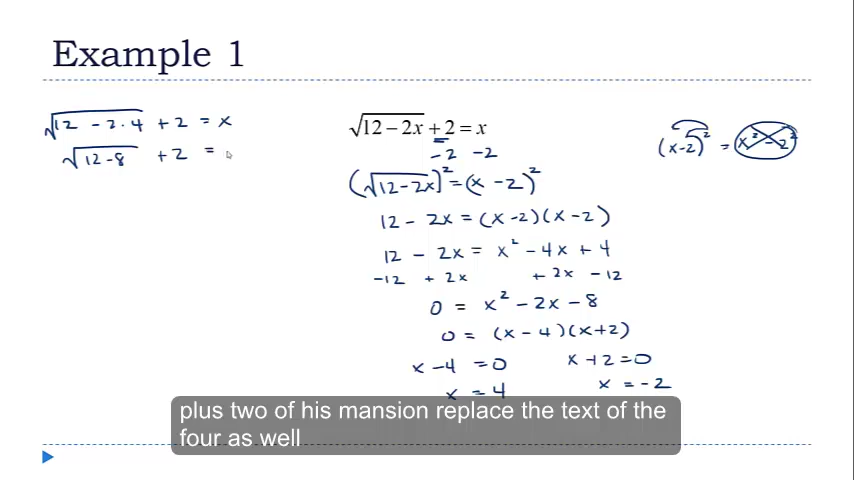 Example 1
√12 - 2·4 + 2 = x
√12-8 + 2 =
√12 − 2x + 2 = x
-2 -2
(√12-2x)² = (x - 2)²
12 - 2x = (x-2)(x-2)
12 - 2x = x² - 4x + 4
-12 + 2x + 2x - 12
0 = x² - 2x - 8
0 = (x - 4)(x+2)
x - 4 = 0 x + 2 = 0
x = 4 x = -2
(x-2)² = x² - 2²
plus two of his mansion replace the text of the
four as well